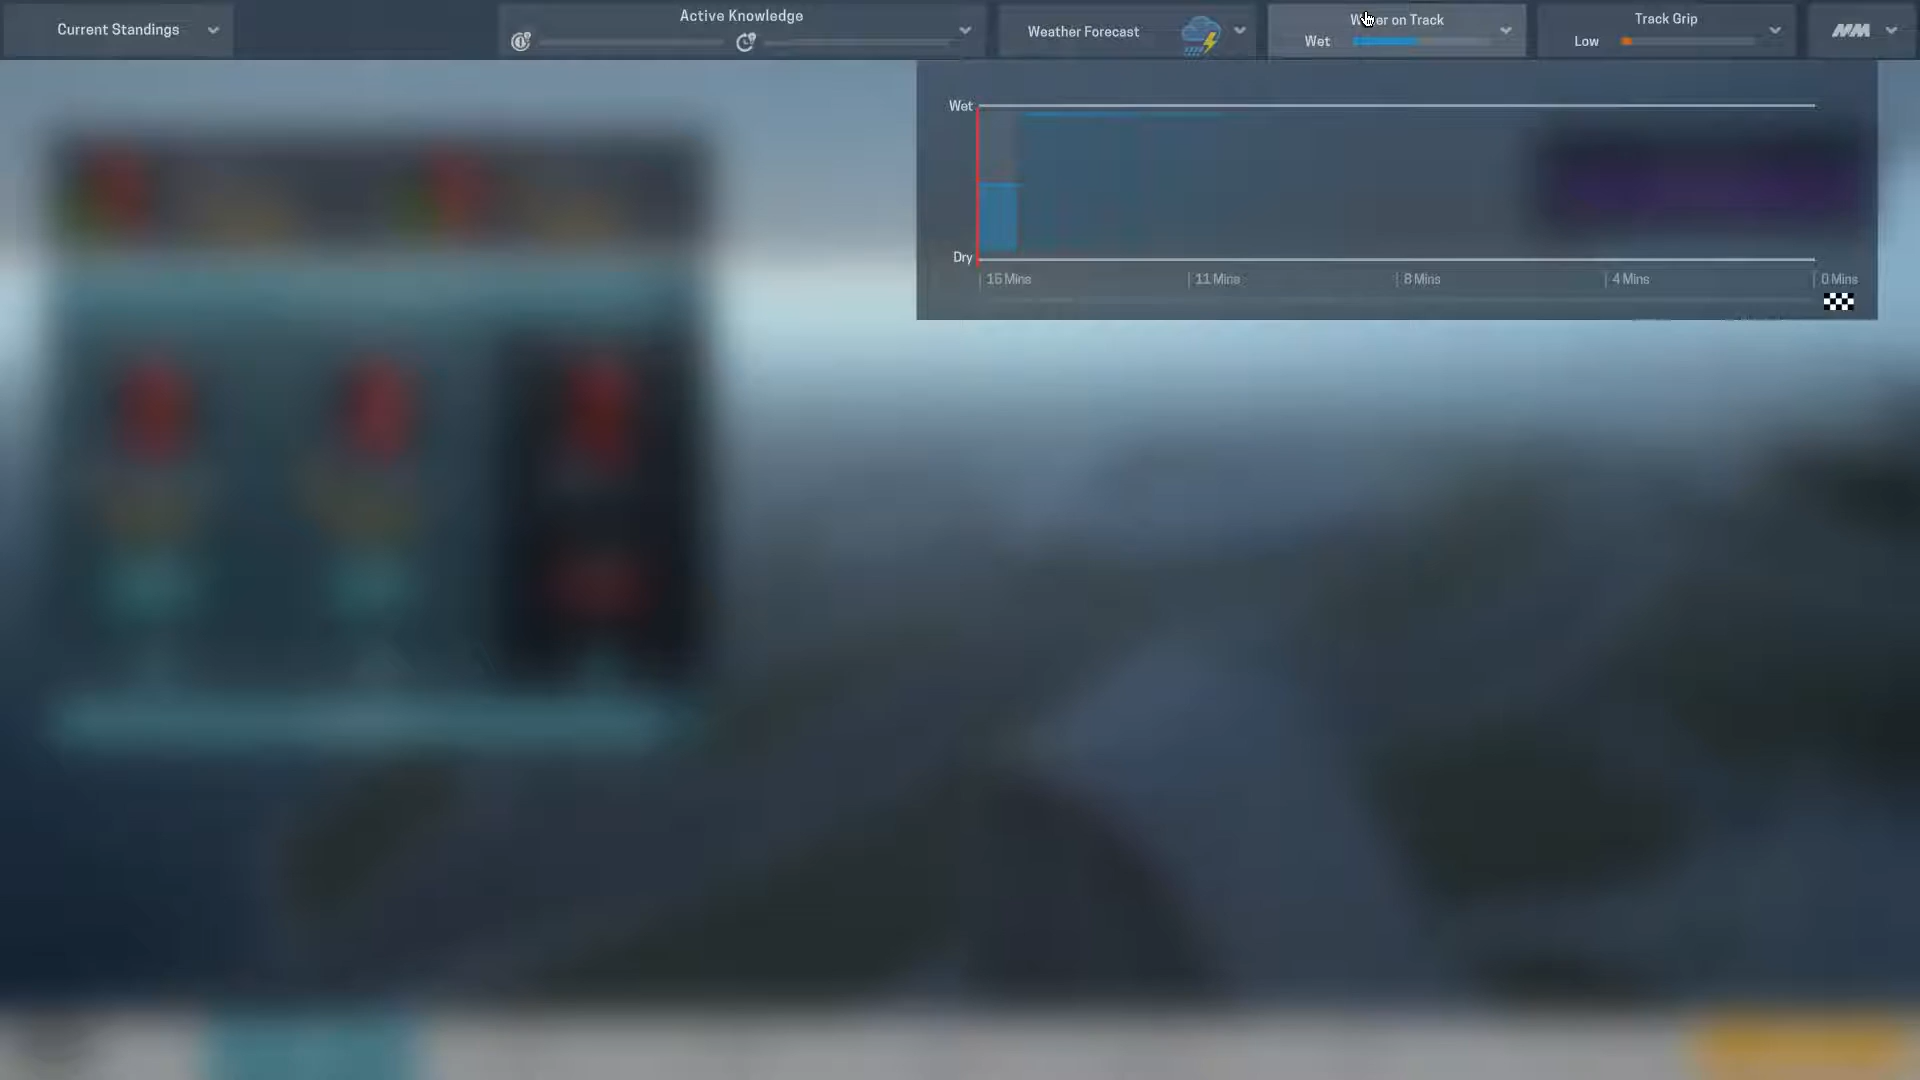 Current Standings
Active Knowledge
Weather Forecast
Water on Track
Wet
Track Grip
Low
Wet
Dry
15 Mins
11 Mins
8 Mins
4 Mins
0 Mins